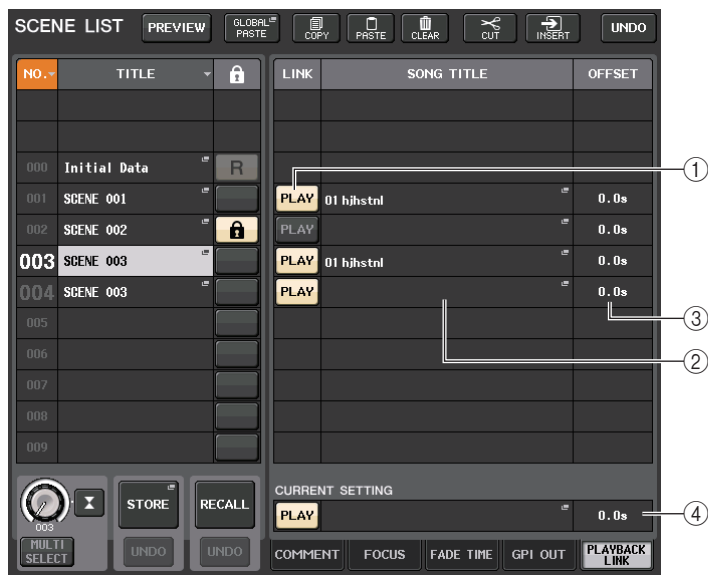 SCENE LIST PREVIEW GLOBAL PASTE COPY PASTE CLEAR CUT INSERT UNDO
NO. TITLE LINK SONG TITLE OFFSET
000 Initial Data R
001 SCENE 001 PLAY 01 hjhstnl 0.0s
002 SCENE 002 PLAY 0.0s
003 SCENE 003 PLAY 01 hjhstnl 0.0s
004 SCENE 003 PLAY 0.0s
005
006
007
008
009
1
3
2
CURRENT SETTING
003 STORE RECALL PLAY 0.0s 4
MULTI SELECT UNDO UNDO COMMENT FOCUS FADE TIME GPI OUT PLAYBACK LINK